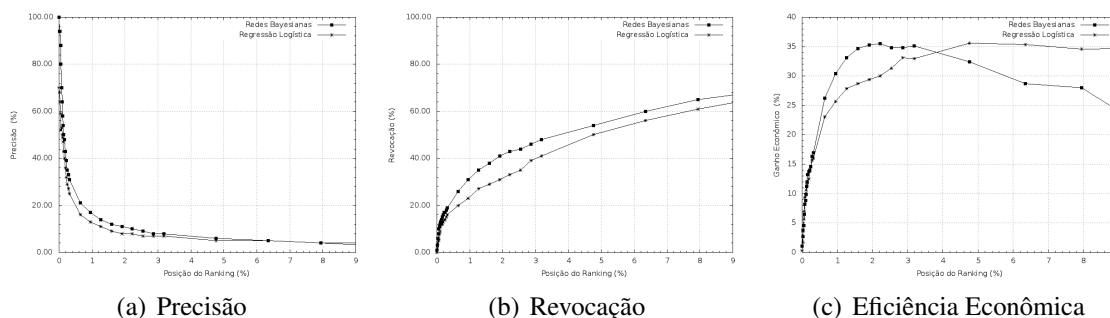 Redes Bayesianas
Regressão Logística
100.00
80.00
60.00
40.00
20.00
0.00
Precisão (%)
0 1 2 3 4 5 6 7 8 9
Posição do Ranking (%)
(a) Precisão
Redes Bayesianas
Regressão Logística
100.00
80.00
60.00
40.00
20.00
0.00
Revocação (%)
0 1 2 3 4 5 6 7 8 9
Posição do Ranking (%)
(b) Revocação
Redes Bayesianas
Regressão Logística
40
35
30
25
20
15
10
5
0
Ganho Econômico (%)
0 1 2 3 4 5 6 7 8
Posição do Ranking (%)
(c) Eficiência Econômica